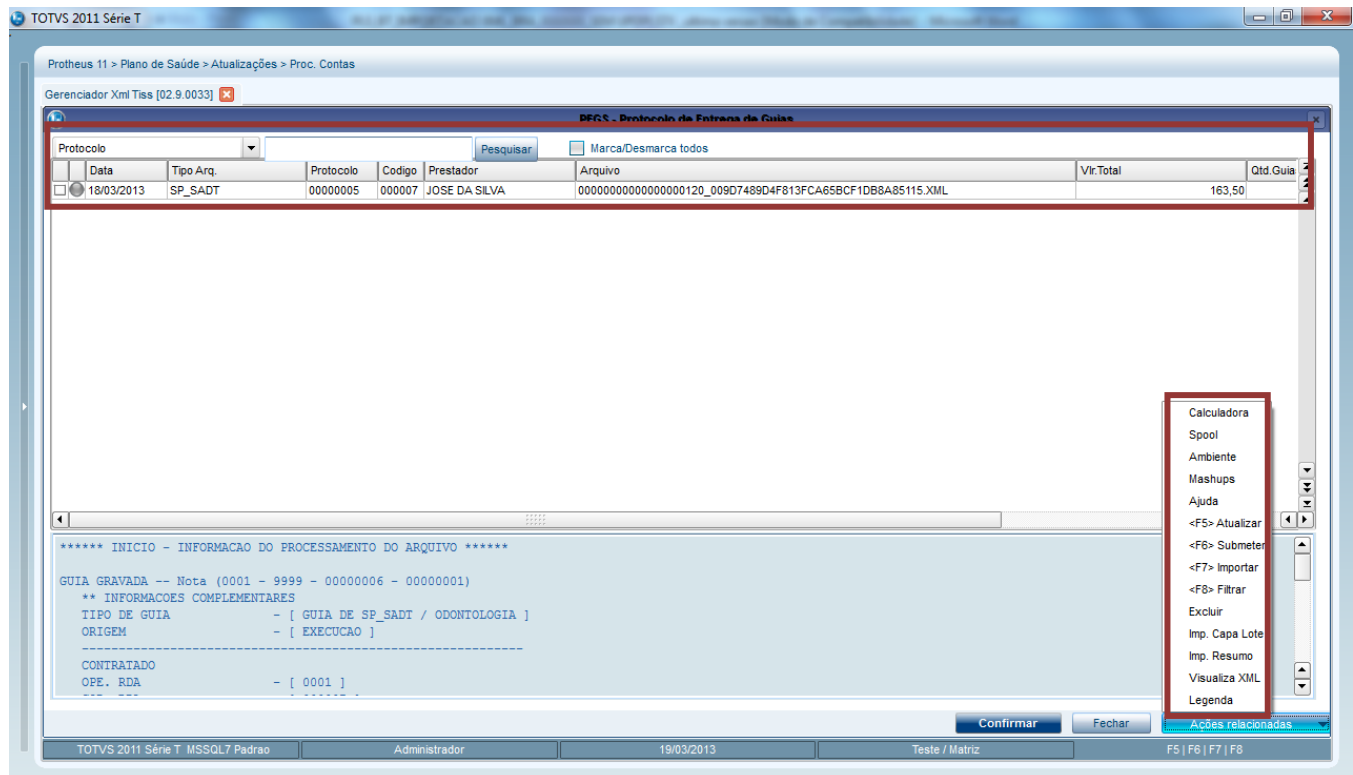 TOTVS 2011 Série T
Protheus 11 > Plano de Saúde > Atualizações > Proc. Contas
Gerenciador Xml Tiss [02.9.0033]
PEGS - Protocolo de Entrega de Guias
Protocolo Pesquisar Marca/Desmarca todos
Data Tipo Arq. Protocolo Codigo Prestador Arquivo Vlr.Total Qtd.Guia
18/03/2013 SP_SADT 00000005 000007 JOSE DA SILVA 00000000000000000120_009D7489D4F813FCA65BCF1DB8A85115.XML 163,50
Calculadora
Spool
Ambiente
Mashups
Ajuda
<F5> Atualizar
<F6> Submeter
<F7> Importar
<F8> Filtrar
Excluir
Imp. Capa Lote
Imp. Resumo
Visualiza XML
Legenda
****** INICIO - INFORMACAO DO PROCESSAMENTO DO ARQUIVO ******
GUIA GRAVADA -- Nota (0001 - 9999 - 00000006 - 00000001)
** INFORMACOES COMPLEMENTARES
TIPO DE GUIA - [ GUIA DE SP_SADT / ODONTOLOGIA ]
ORIGEM - [ EXECUCAO ]
------------------------------------------------------------
CONTRATADO
OPE. RDA - [ 0001 ]
Confirmar Fechar Ações relacionadas
TOTVS 2011 Série T MSSQL7 Padrao Administrador 19/03/2013 Teste / Matriz F5 | F6 | F7 | F8